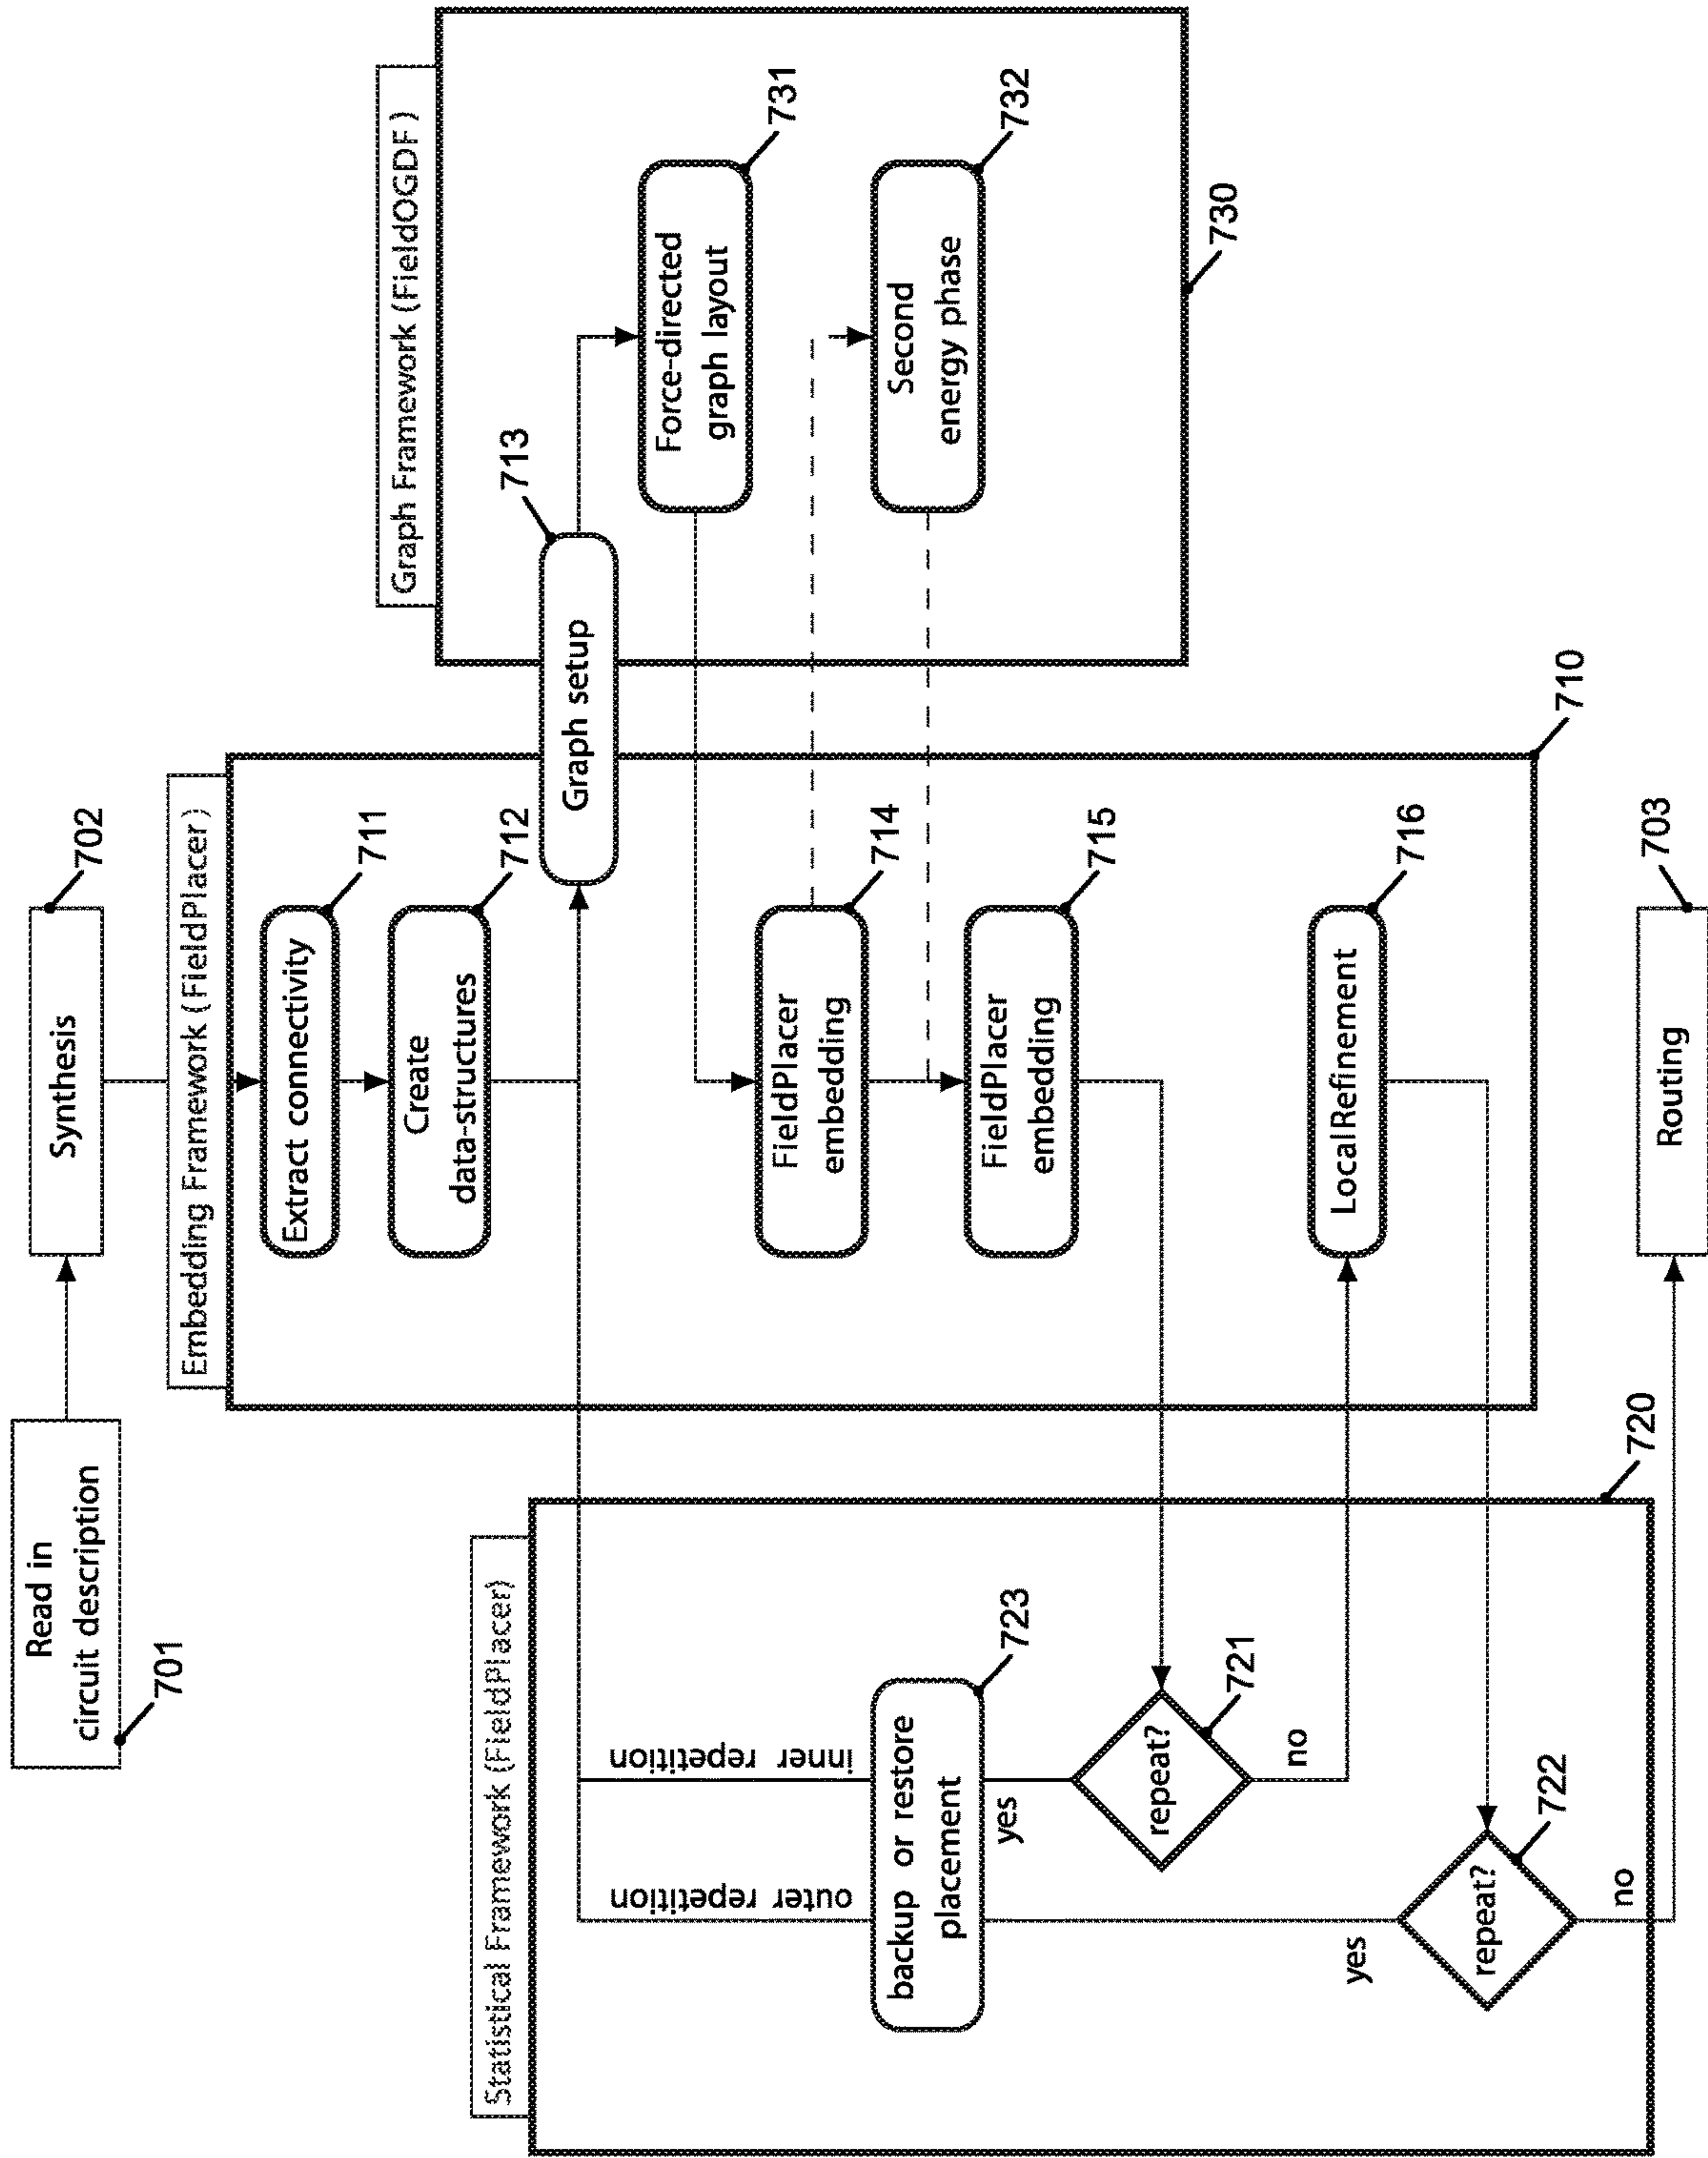 Read in
circuit description
701
Synthesis
702
Embedding Framework (FieldPlacer)
Extract connectivity
711
Create
data-structures
712
Graph setup
713
FieldPlacer
embedding
714
FieldPlacer
embedding
715
LocalRefinement
716
710
Graph Framework (FieldOGDF)
Force-directed
graph layout
731
Second
energy phase
732
730
Statistical Framework (FieldPlacer)
outer repetition
inner repetition
backup or restore
placement
723
yes
repeat?
721
no
yes
repeat?
722
no
720
Routing
703